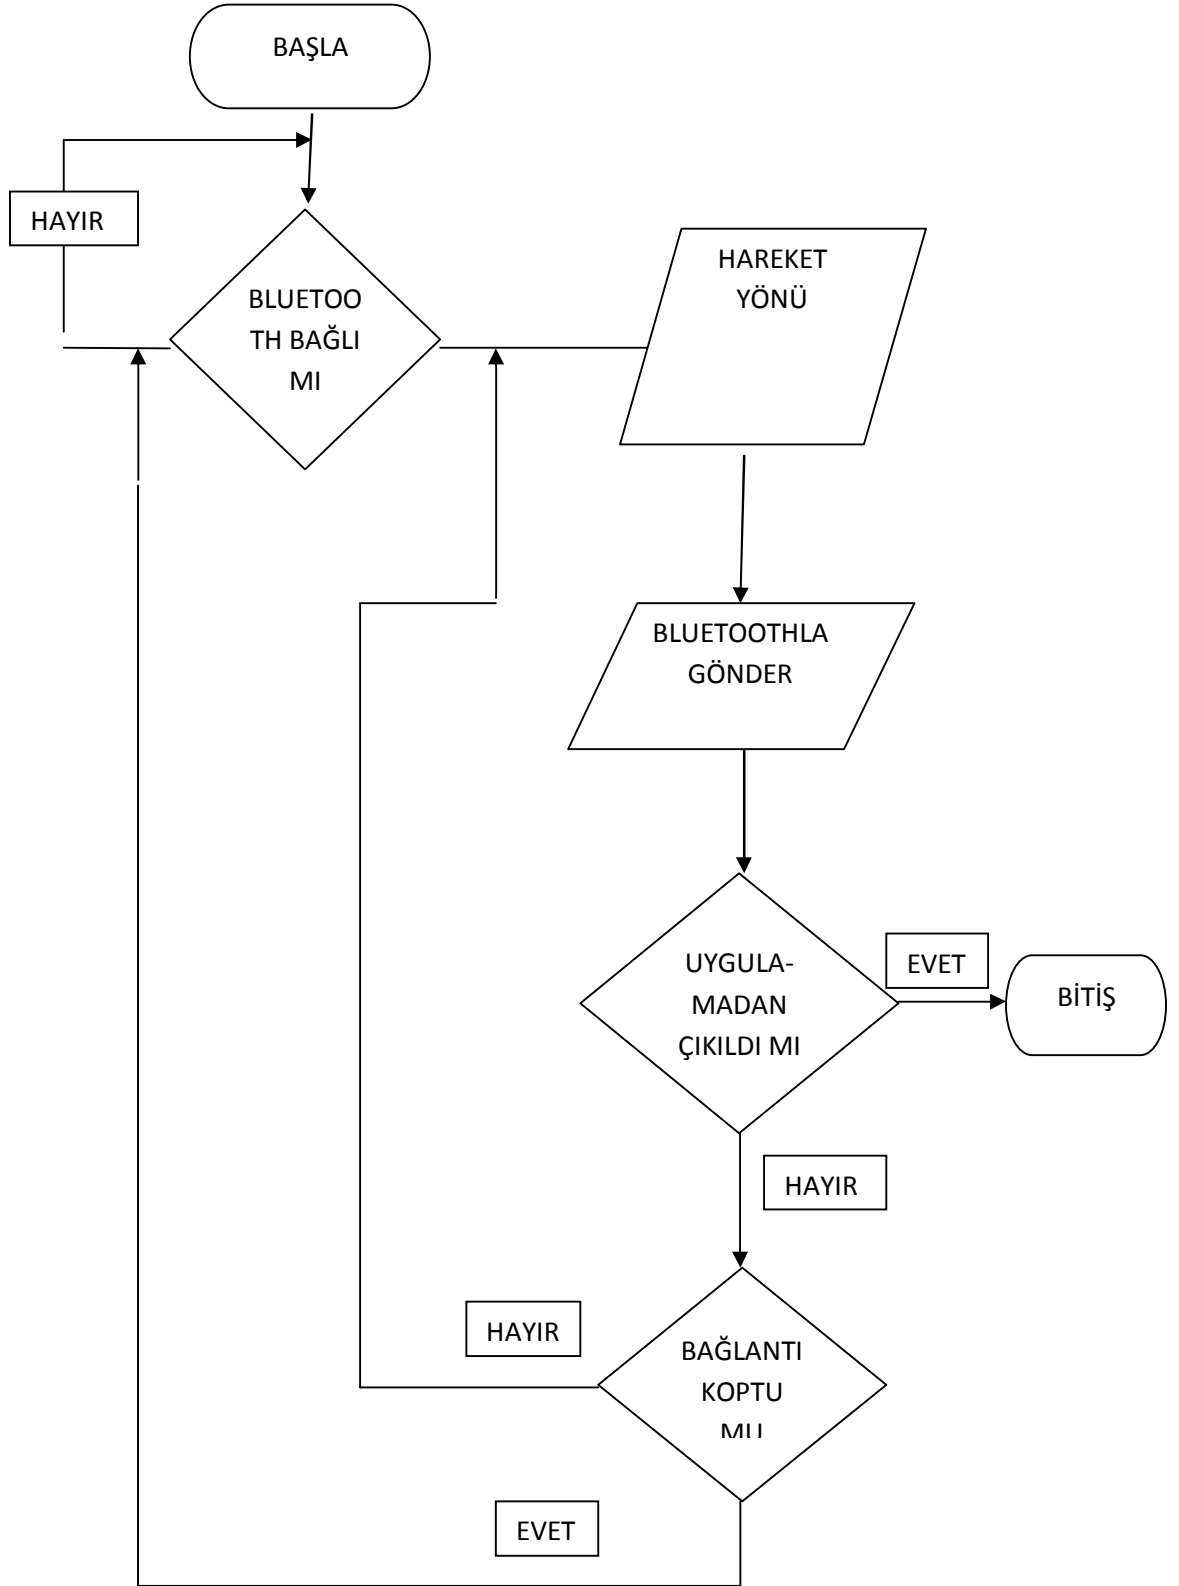 BAŞLA
HAYIR
BLUETOO
TH BAĞLI
MI
HAREKET
YÖNÜ
BLUETOOTHLA
GÖNDER
UYGULA-
MADAN
ÇIKILDI MI
EVET
BİTİŞ
HAYIR
HAYIR
BAĞLANTI
KOPTU
MU
EVET